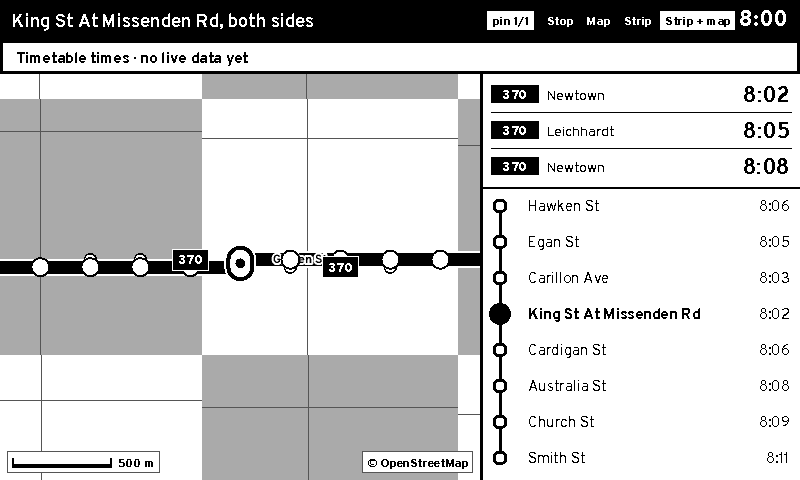 King St At Missenden Rd, both sides
pin 1/1 Stop Map Strip Strip + map 8:00
Timetable times · no live data yet
370 Newtown 8:02
370 Leichhardt 8:05
370 Newtown 8:08
370
370
500 m
© OpenStreetMap
Hawken St 8:06
Egan St 8:05
Carillon Ave 8:03
King St At Missenden Rd 8:02
Cardigan St 8:06
Australia St 8:08
Church St 8:09
Smith St 8:11